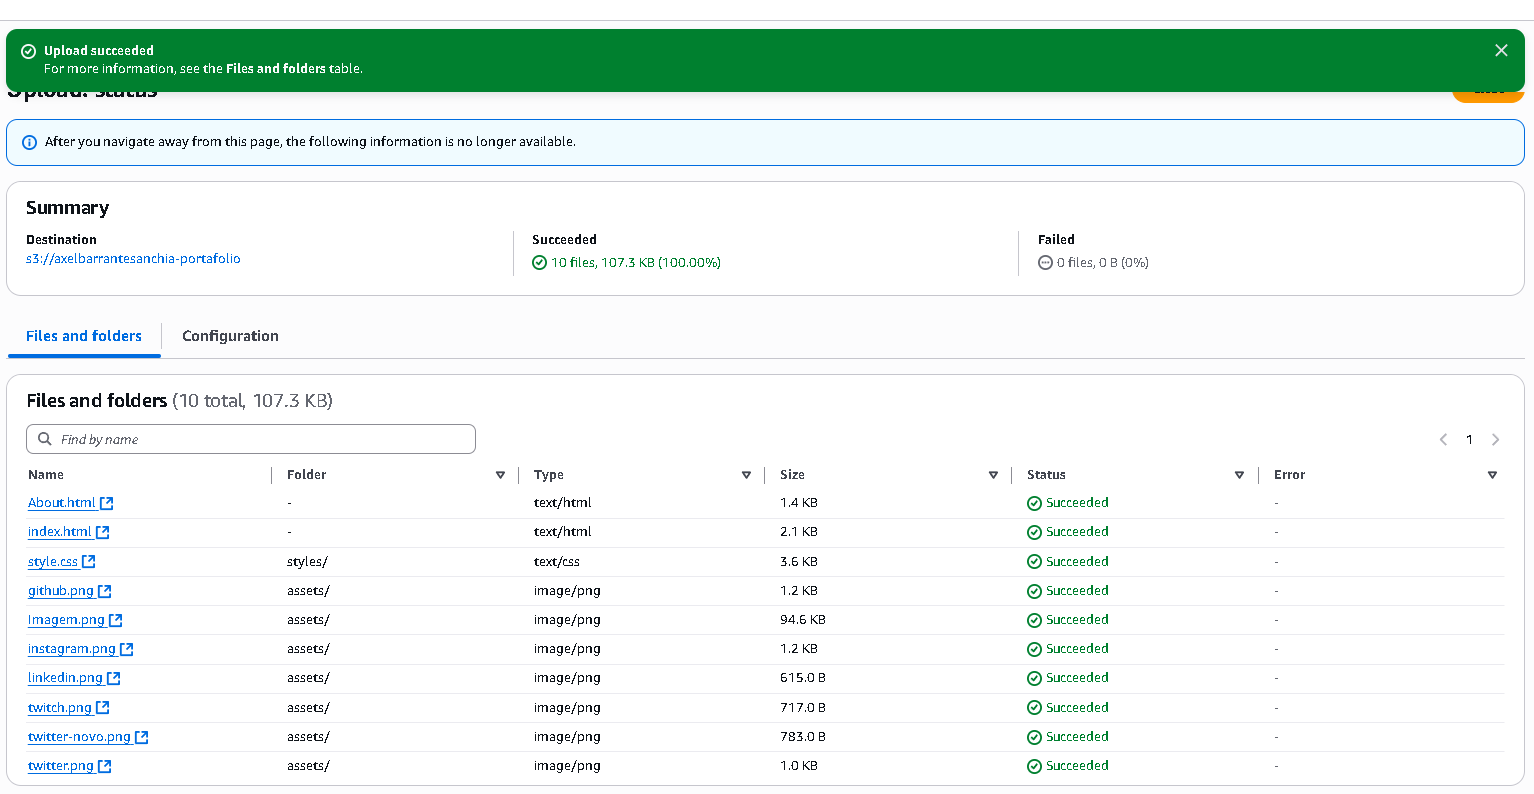 Upload succeeded
For more information, see the Files and folders table.
Upload: status
After you navigate away from this page, the following information is no longer available.
Summary
Destination
s3://axelbarrantesanchia-portafolio
Succeeded
10 files, 107.3 KB (100.00%)
Failed
0 files, 0 B (0%)
Files and folders
Configuration
Files and folders (10 total, 107.3 KB)
Find by name
1
Name Folder Type Size Status Error
About.html - text/html 1.4 KB Succeeded -
index.html - text/html 2.1 KB Succeeded -
style.css styles/ text/css 3.6 KB Succeeded -
github.png assets/ image/png 1.2 KB Succeeded -
Imagem.png assets/ image/png 94.6 KB Succeeded -
instagram.png assets/ image/png 1.2 KB Succeeded -
linkedin.png assets/ image/png 615.0 B Succeeded -
twitch.png assets/ image/png 717.0 B Succeeded -
twitter-novo.png assets/ image/png 783.0 B Succeeded -
twitter.png assets/ image/png 1.0 KB Succeeded -